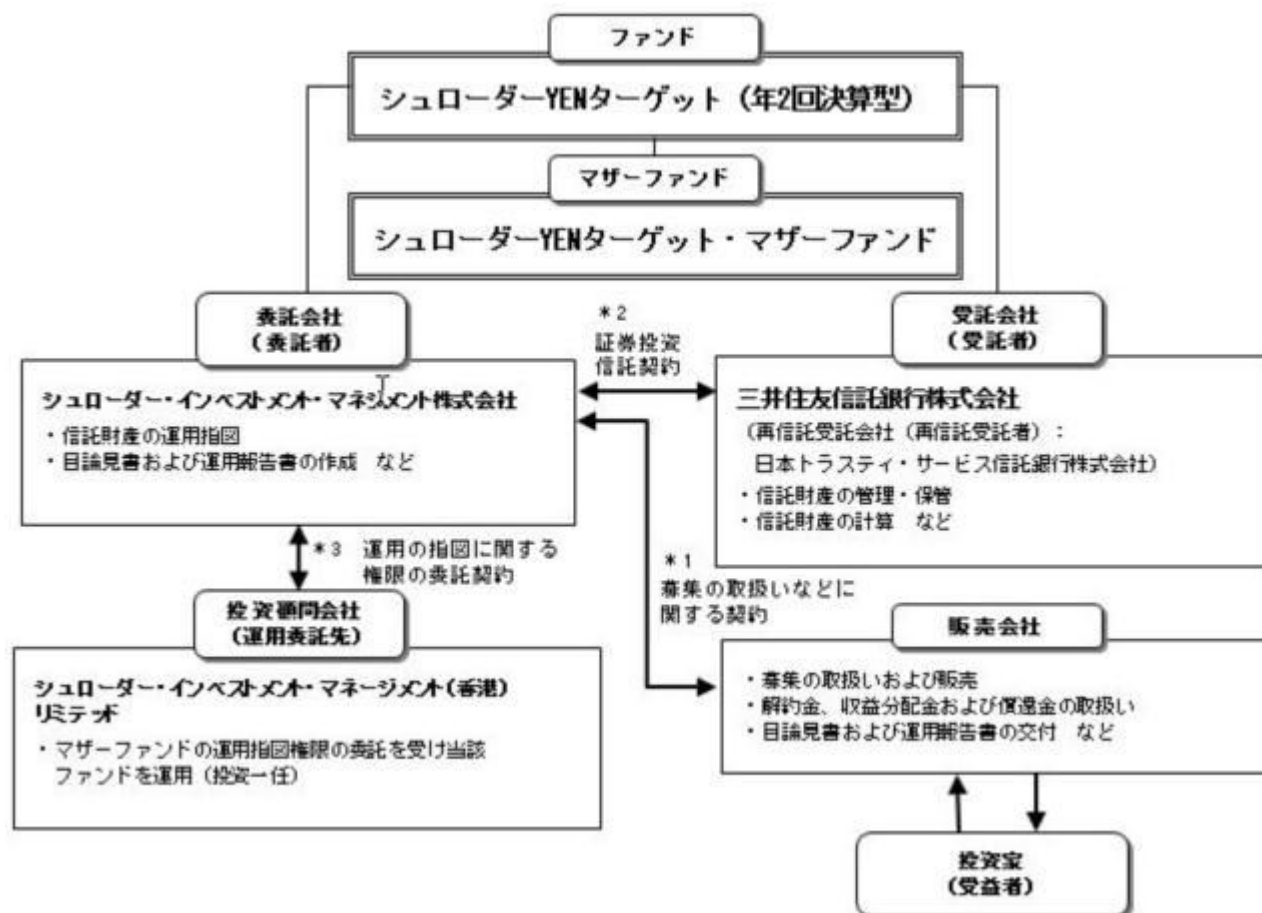 ファンド
シュローダーYENターゲット（年2回決算型）
マザーファンド
シュローダーYENターゲット・マザーファンド
委託会社
（委託者）
シュローダー・インベストメント・マネジメント株式会社
・信託財産の運用指図
・目論見書および運用報告書の作成　など
＊2
証券投資
信託契約
受託会社
（受託者）
三井住友信託銀行株式会社
（再信託受託会社（再信託受託者）：
日本トラスティ・サービス信託銀行株式会社）
・信託財産の管理・保管
・信託財産の計算　など
＊3　運用の指図に関する
権限の委託契約
＊1
募集の取扱いなどに
関する契約
投資顧問会社
（運用委託先）
シュローダー・インベストメント・マネージメント（香港）
リミテッド
・マザーファンドの運用指図権限の委託を受け当該
ファンドを運用（投資一任）
販売会社
・募集の取扱いおよび販売
・解約金、収益分配金および償還金の取扱い
・目論見書および運用報告書の交付　など
投資家
（受益者）